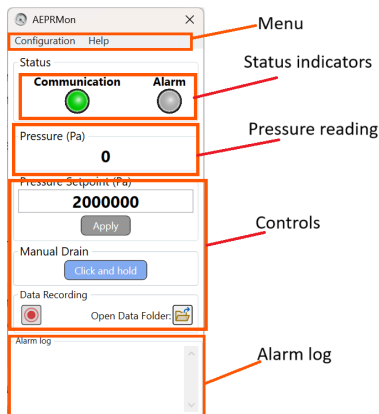 AEPRMon
Menu
Configuration Help
Status
Status indicators
Communication Alarm
Pressure (Pa)
Pressure reading
0
Pressure Setpoint (Pa)
2000000
Apply
Controls
Manual Drain
Click and hold
Data Recording
Open Data Folder:
Alarm log
Alarm log